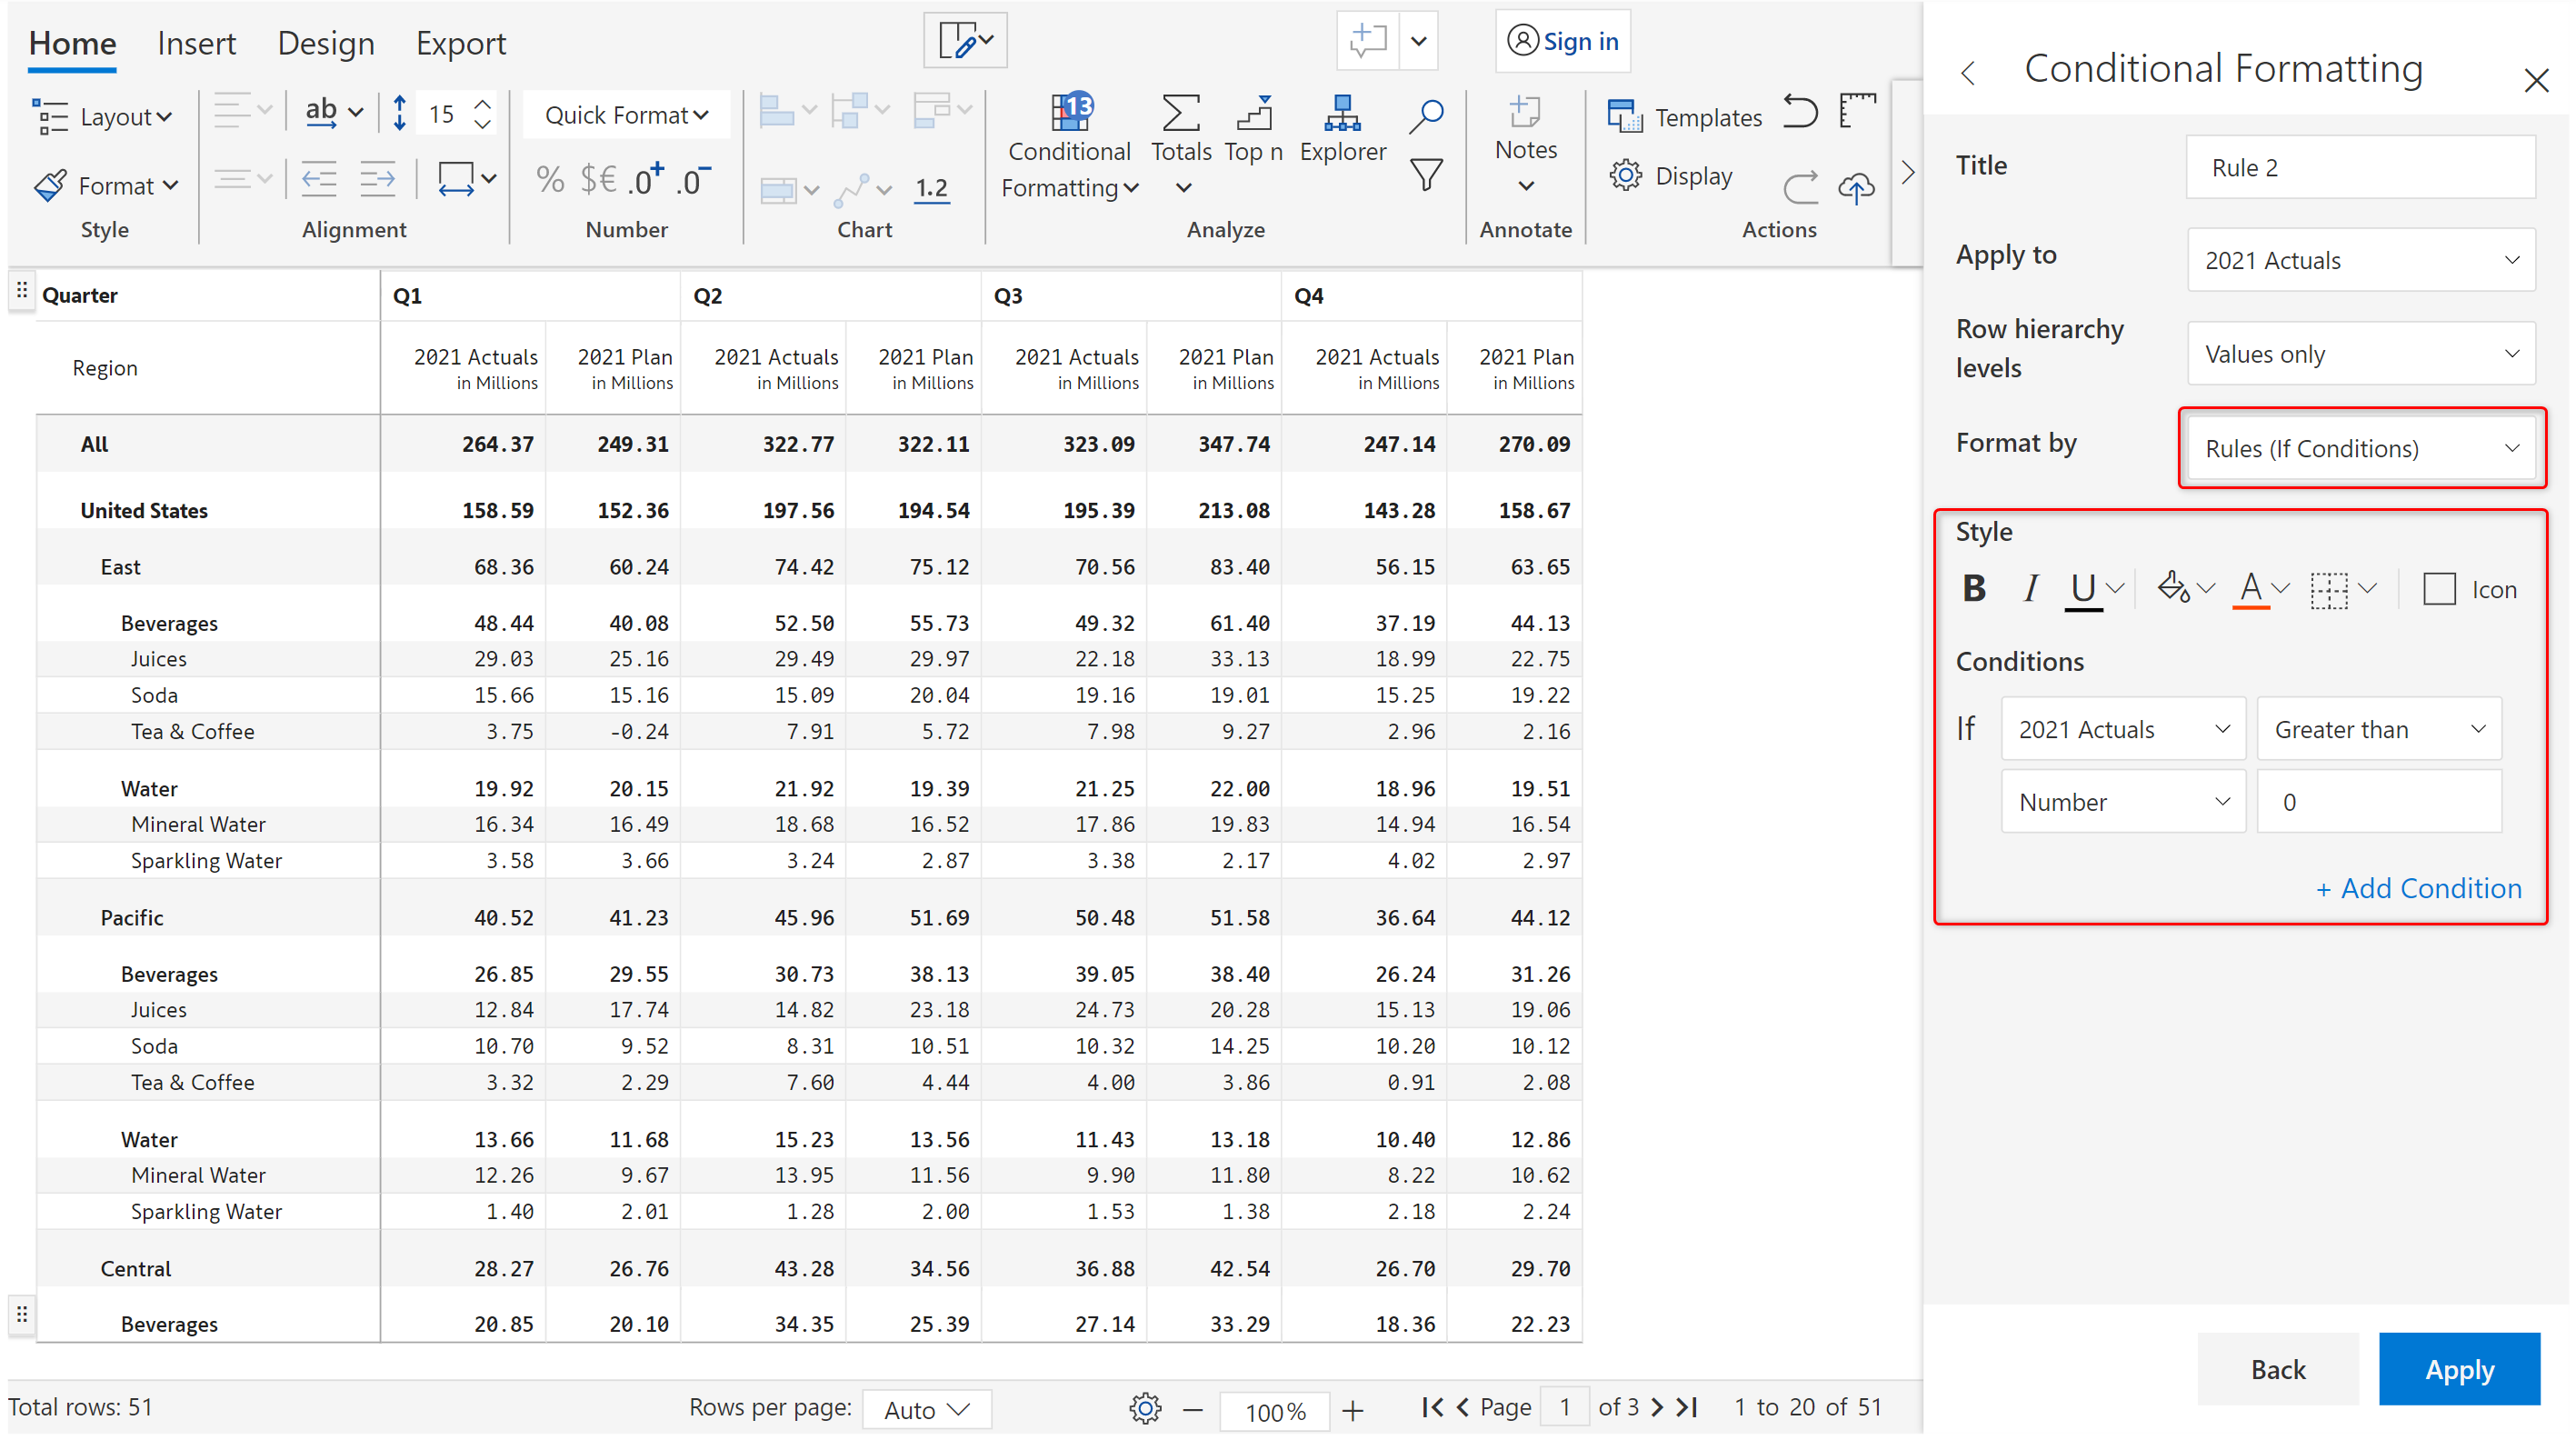 Home Insert Design Export Sign in
Layout ab 15 Quick Format 13 Templates
Conditional Formatting Totals Top n Explorer Notes
Format % $€ .0+ .0- 1.2 Display
Style Alignment Number Chart Analyze Annotate Actions
Quarter Q1 Q2 Q3 Q4
Region 2021 Actuals 2021 Plan 2021 Actuals 2021 Plan 2021 Actuals 2021 Plan 2021 Actuals 2021 Plan
in Millions in Millions in Millions in Millions in Millions in Millions in Millions in Millions
All 264.37 249.31 322.77 322.11 323.09 347.74 247.14 270.09
United States 158.59 152.36 197.56 194.54 195.39 213.08 143.28 158.67
East 68.36 60.24 74.42 75.12 70.56 83.40 56.15 63.65
Beverages 48.44 40.08 52.50 55.73 49.32 61.40 37.19 44.13
Juices 29.03 25.16 29.49 29.97 22.18 33.13 18.99 22.75
Soda 15.66 15.16 15.09 20.04 19.16 19.01 15.25 19.22
Tea & Coffee 3.75 -0.24 7.91 5.72 7.98 9.27 2.96 2.16
Water 19.92 20.15 21.92 19.39 21.25 22.00 18.96 19.51
Mineral Water 16.34 16.49 18.68 16.52 17.86 19.83 14.94 16.54
Sparkling Water 3.58 3.66 3.24 2.87 3.38 2.17 4.02 2.97
Pacific 40.52 41.23 45.96 51.69 50.48 51.58 36.64 44.12
Beverages 26.85 29.55 30.73 38.13 39.05 38.40 26.24 31.26
Juices 12.84 17.74 14.82 23.18 24.73 20.28 15.13 19.06
Soda 10.70 9.52 8.31 10.51 10.32 14.25 10.20 10.12
Tea & Coffee 3.32 2.29 7.60 4.44 4.00 3.86 0.91 2.08
Water 13.66 11.68 15.23 13.56 11.43 13.18 10.40 12.86
Mineral Water 12.26 9.67 13.95 11.56 9.90 11.80 8.22 10.62
Sparkling Water 1.40 2.01 1.28 2.00 1.53 1.38 2.18 2.24
Central 28.27 26.76 43.28 34.56 36.88 42.54 26.70 29.70
Beverages 20.85 20.10 34.35 25.39 27.14 33.29 18.36 22.23
Total rows: 51 Rows per page: Auto 100% Page 1 of 3 1 to 20 of 51
Conditional Formatting
Title Rule 2
Apply to 2021 Actuals
Row hierarchy levels Values only
Format by Rules (If Conditions)
Style
B I U A Icon
Conditions
If 2021 Actuals Greater than
Number 0
+ Add Condition
Back Apply